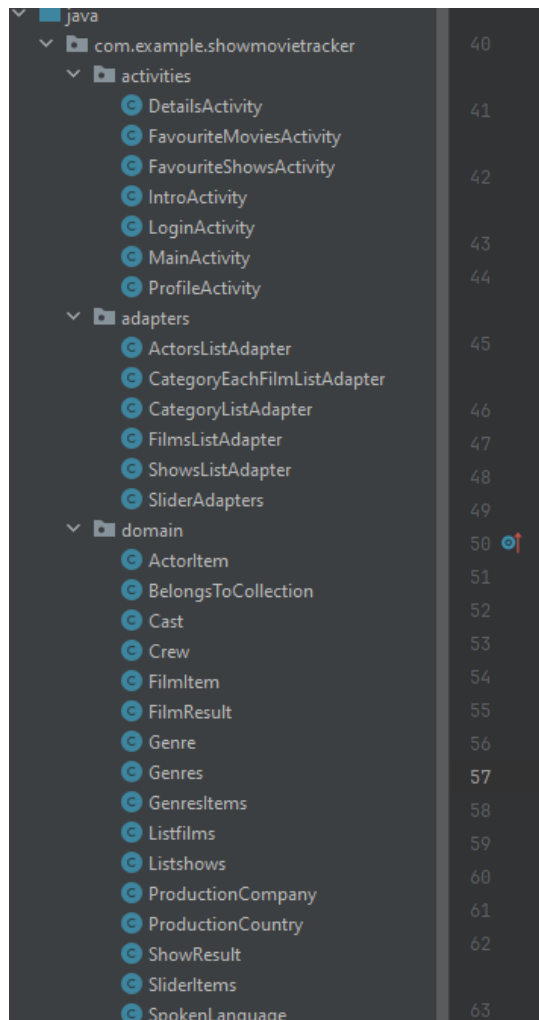 java
com.example.showmovietracker
40
activities
DetailsActivity
41
FavouriteMoviesActivity
FavouriteShowsActivity
42
IntroActivity
LoginActivity
43
MainActivity
44
ProfileActivity
adapters
ActorsListAdapter
45
CategoryEachFilmListAdapter
CategoryListAdapter
46
FilmsListAdapter
47
ShowsListAdapter
48
SliderAdapters
49
domain
50
ActorItem
51
BelongsToCollection
52
Cast
53
Crew
54
FilmItem
FilmResult
55
Genre
56
Genres
57
GenresItems
58
Listfilms
59
Listshows
60
ProductionCompany
61
ProductionCountry
62
ShowResult
SliderItems
SpokenLanguage
63